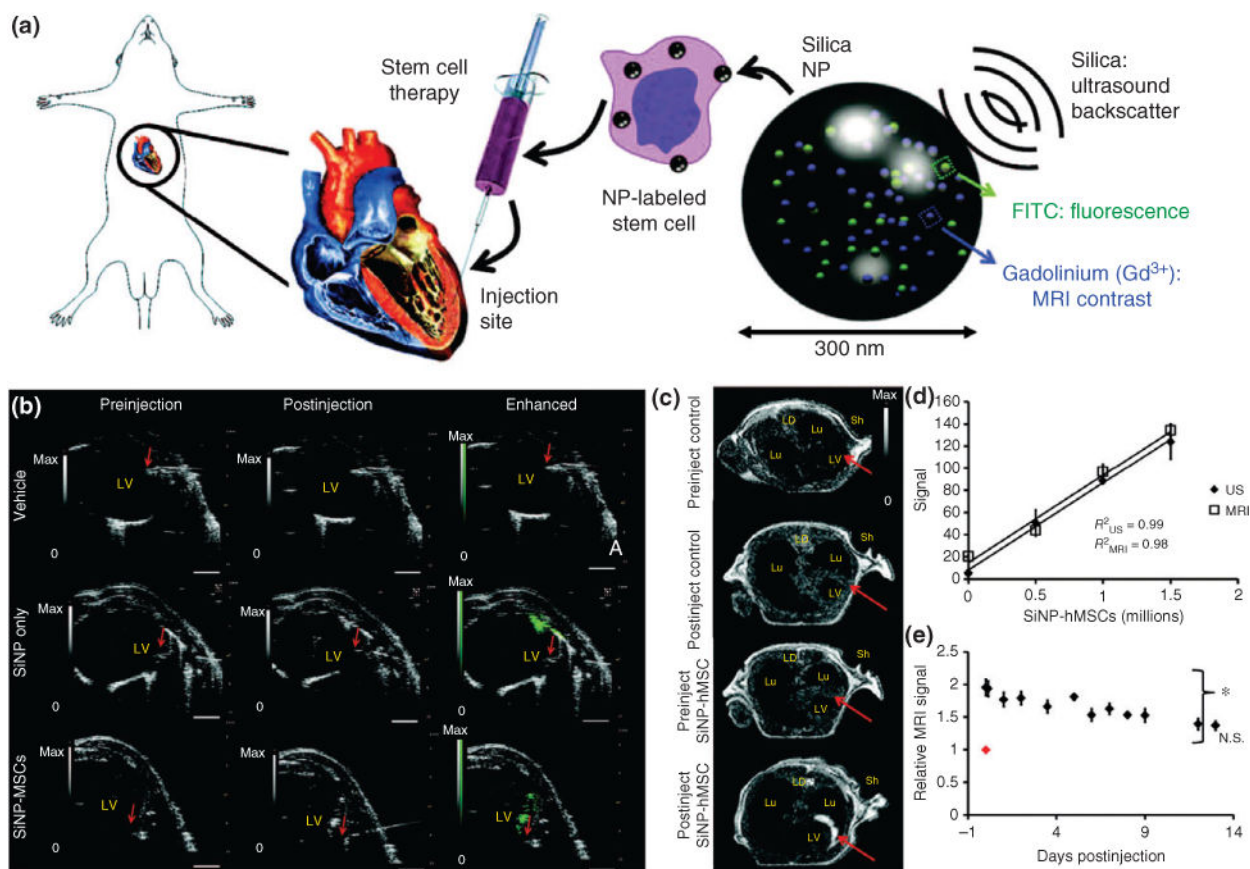 (a)
Stem cell
therapy
Injection
site
NP-labeled
stem cell
Silica
NP
Silica:
ultrasound
backscatter
FITC: fluorescence
Gadolinium (Gd³⁺):
MRI contrast
300 nm
(b)
Preinjection
Postinjection
Enhanced
Vehicle
Max
LV
0
LV
Max
LV
0
Max
LV
0
A
SiNP only
Max
LV
0
Max
LV
0
Max
LV
0
SiNP-MSCs
Max
LV
0
Max
LV
0
Max
LV
0
(c)
Preinject control
LD
Lu
Lu
LV
Sh
Max
0
Postinject control
LD
Lu
Lu
LV
Sh
Preinject
SiNP-hMSC
LD
Lu
Lu
LV
Sh
Postinject
SiNP-hMSC
LD
Lu
Lu
LV
Sh
(d)
Signal
160
140
120
100
80
60
40
20
0
0
0.5
1
1.5
2
US
MRI
R²US = 0.99
R²MRI = 0.98
SiNP-hMSCs (millions)
(e)
Relative MRI signal
2.5
2
1.5
1
0.5
0
–1
4
9
14
*
N.S.
Days postinjection